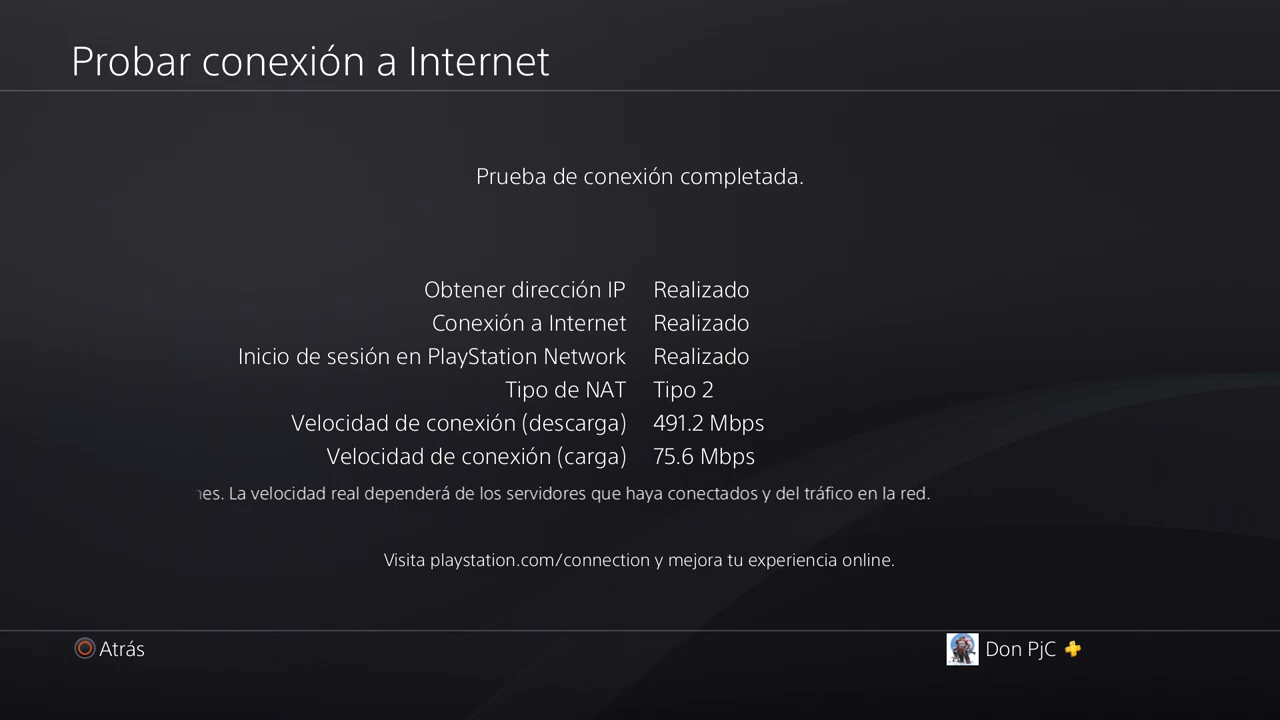 Probar conexión a Internet
Prueba de conexión completada.
Obtener dirección IP Realizado
Conexión a Internet Realizado
Inicio de sesión en PlayStation Network Realizado
Tipo de NAT Tipo 2
Velocidad de conexión (descarga) 491.2 Mbps
Velocidad de conexión (carga) 75.6 Mbps
La velocidad real dependerá de los servidores que haya conectados y del tráfico en la red.
Visita playstation.com/connection y mejora tu experiencia online.
Atrás Don PjC